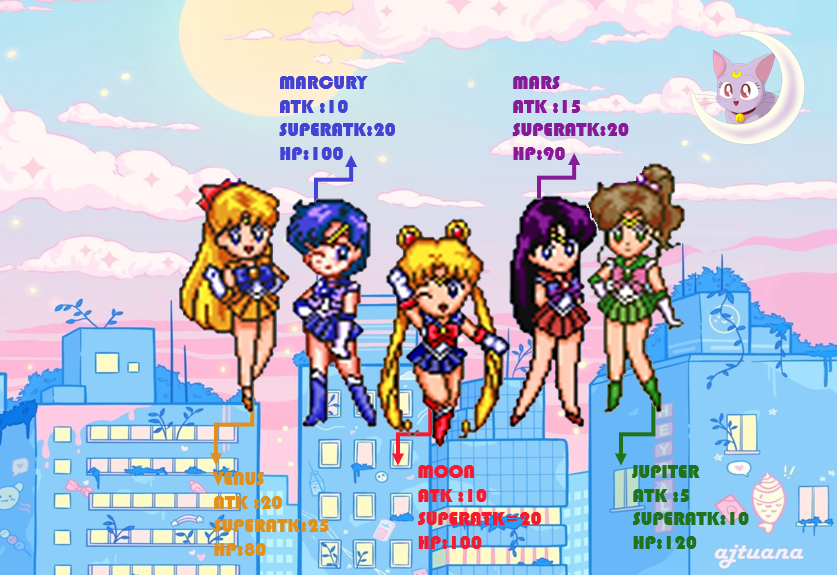 MARCURY
ATK :10
SUPERATK:20
HP:100
MARS
ATK :15
SUPERATK:20
HP:90
VENUS
ATK :20
SUPERATK:25
HP:80
MOON
ATK :10
SUPERATK=20
HP:100
JUPITER
ATK :5
SUPERATK:10
HP:120
ajtuana